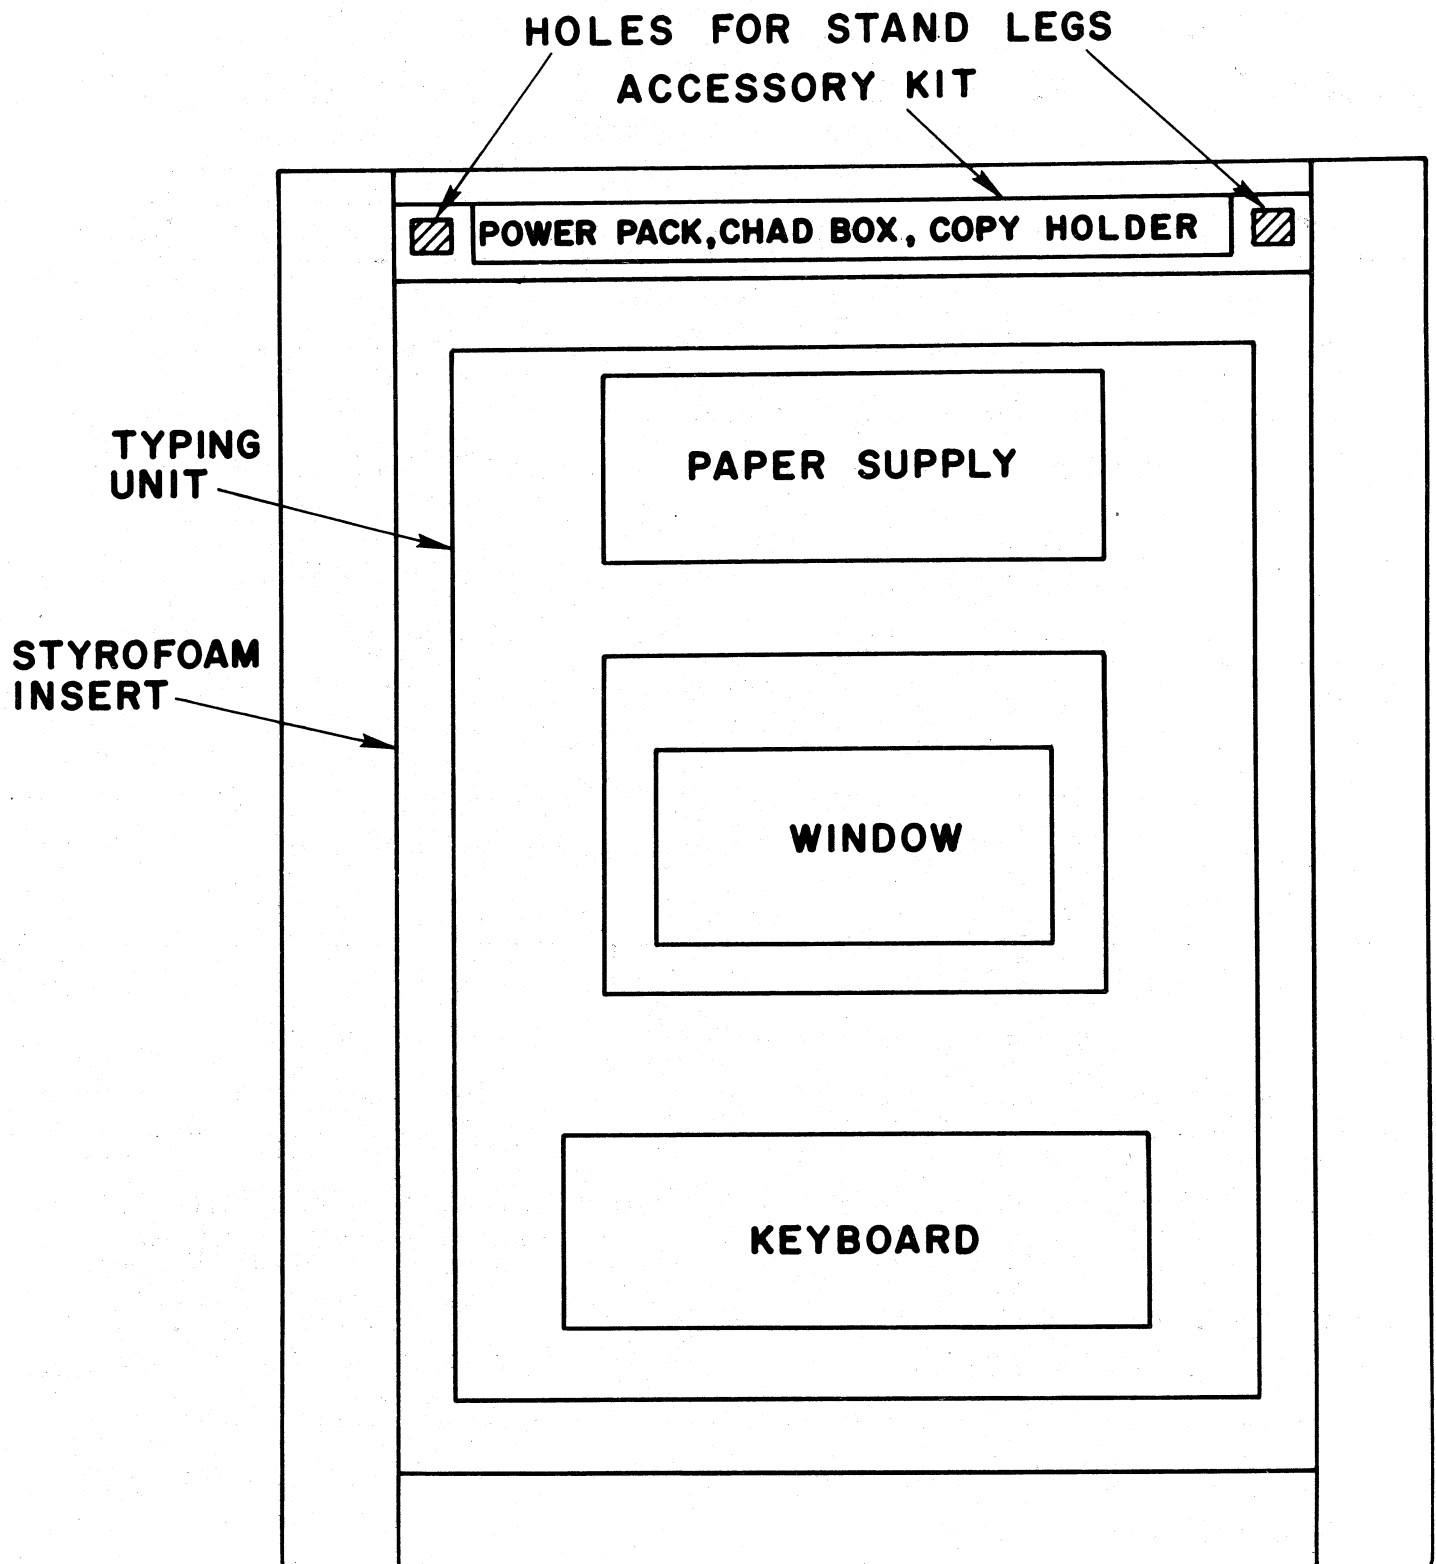 HOLES FOR STAND LEGS
ACCESSORY KIT
POWER PACK, CHAD BOX, COPY HOLDER
PAPER SUPPLY
TYPING
UNIT
STYROFOAM
INSERT
WINDOW
KEYBOARD